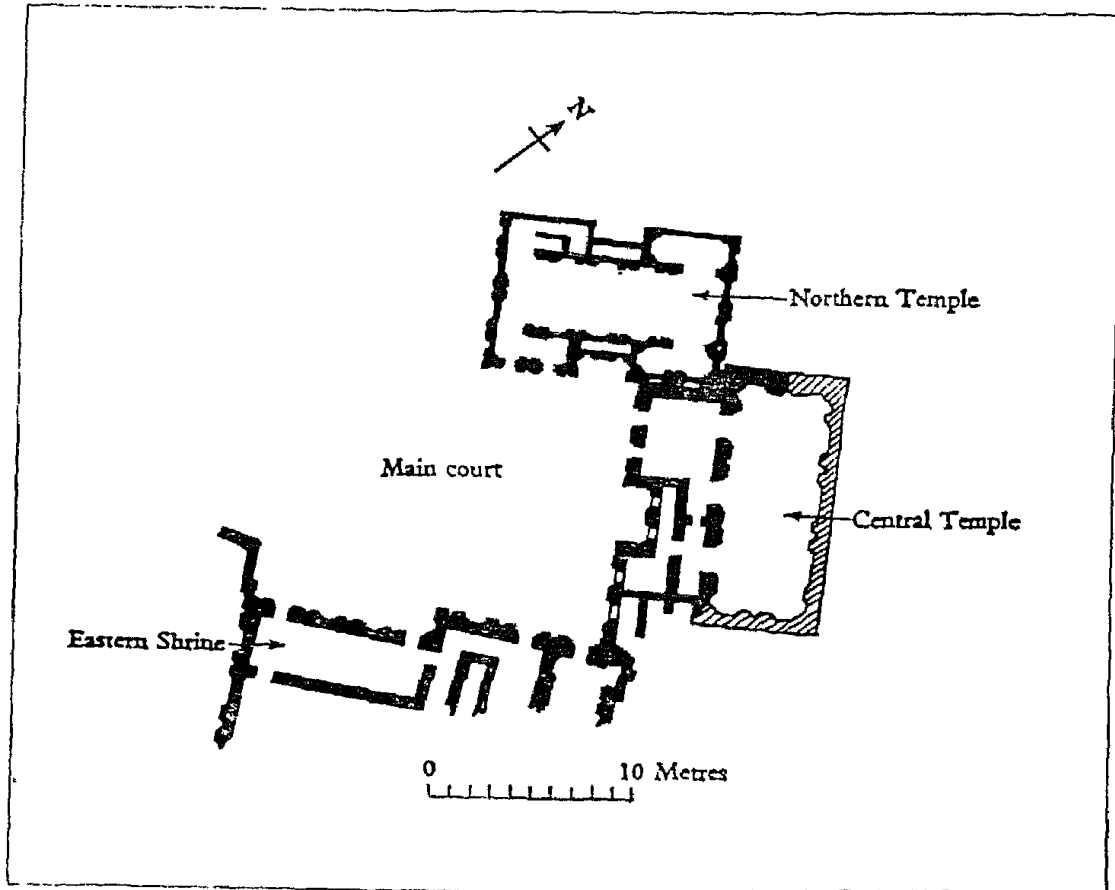 N
Northern Temple
Main court
Central Temple
Eastern Shrine
0 10 Metres